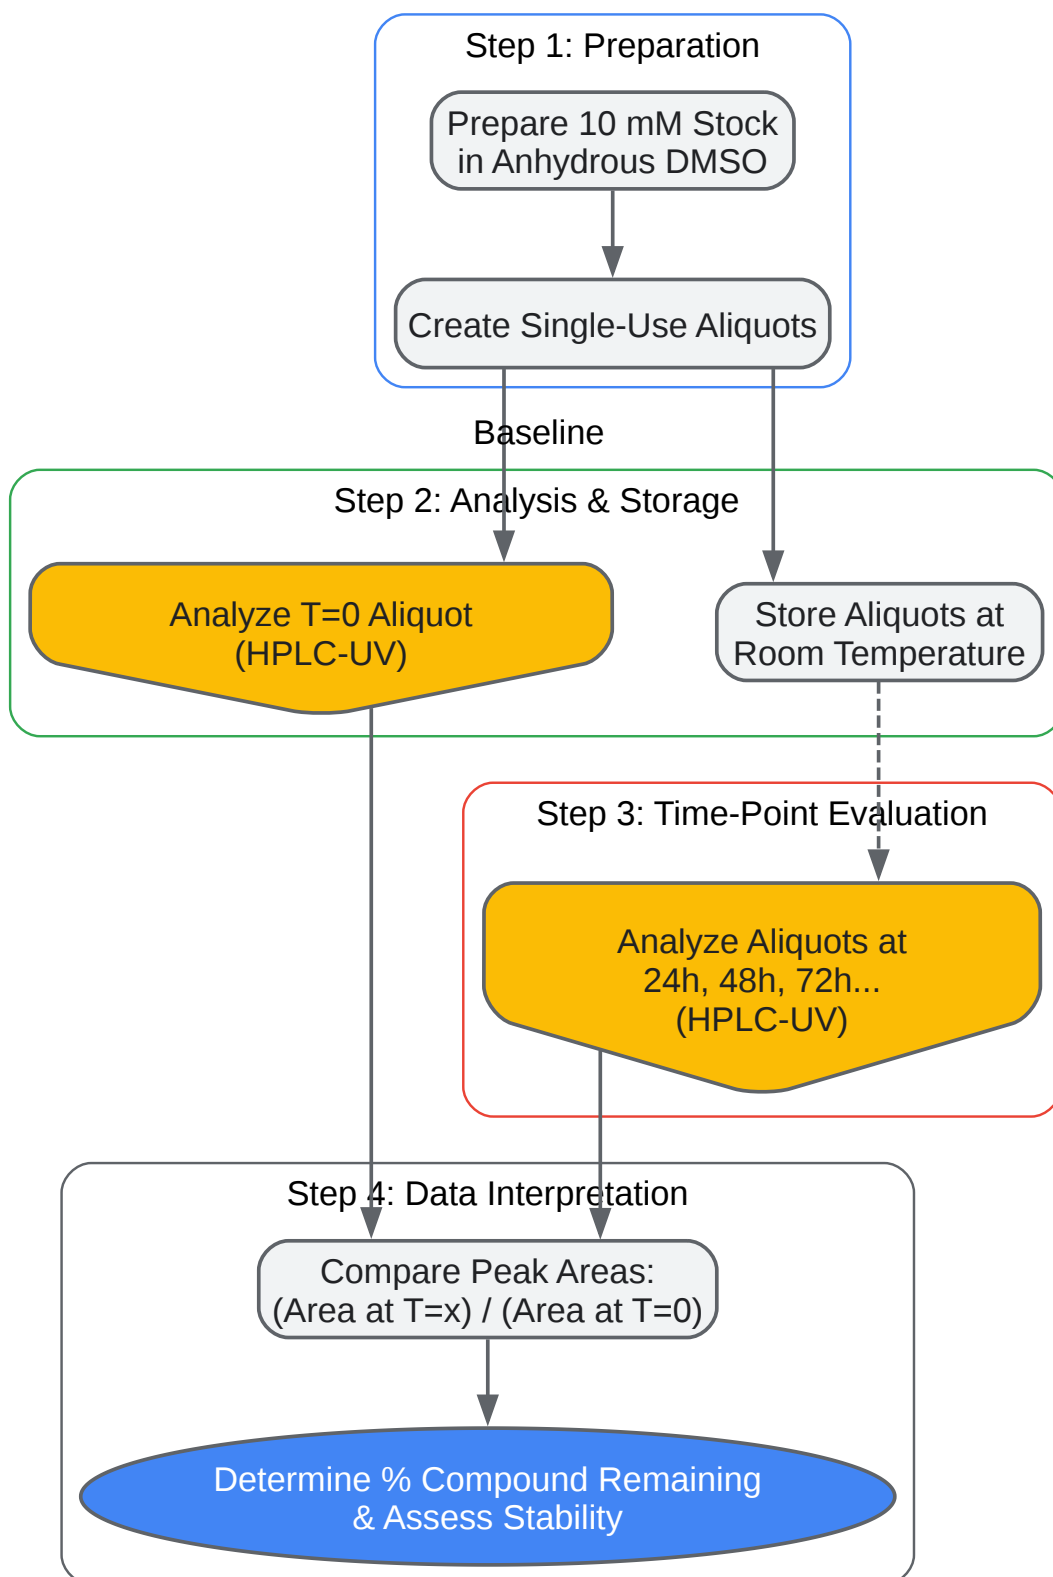 Step 1: Preparation
Prepare 10 mM Stock
in Anhydrous DMSO
Create Single-Use Aliquots
Baseline
Step 2: Analysis & Storage
Analyze T=0 Aliquot
(HPLC-UV)
Store Aliquots at
Room Temperature
Step 3: Time-Point Evaluation
Analyze Aliquots at
24h, 48h, 72h...
(HPLC-UV)
Step 4: Data Interpretation
Compare Peak Areas:
(Area at T=x) / (Area at T=0)
Determine % Compound Remaining
& Assess Stability